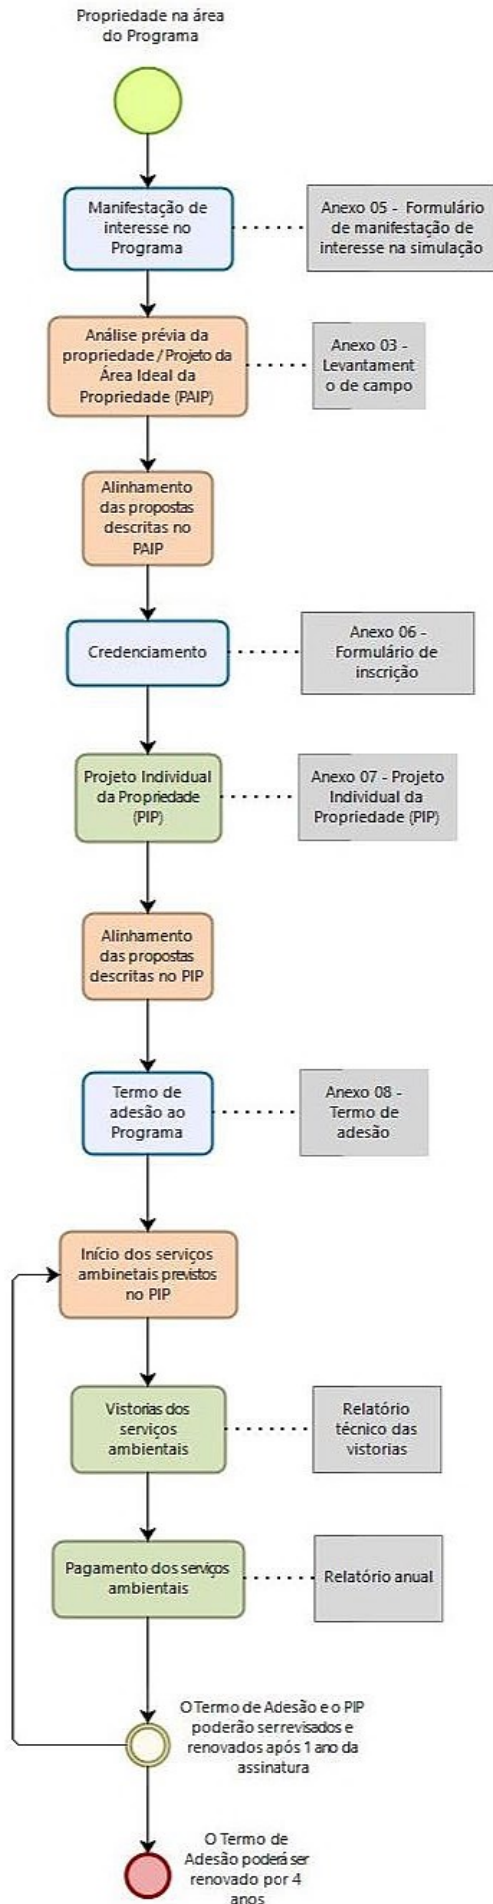 Propriedade na área
do Programa
Manifestação de
interesse no
Programa
Anexo 05 - Formulário
de manifestação de
interesse na simulação
Análise prévia da
propriedade / Projeto da
Área Ideal da
Propriedade (PAIP)
Anexo 03 -
Levantament
o de campo
Alinhamento
das propostas
descritas no
PAIP
Credenciamento
Anexo 06 -
Formulário de
inscrição
Projeto Individual
da Propriedade
(PIP)
Anexo 07 - Projeto
Individual da
Propriedade (PIP)
Alinhamento
das propostas
descritas no PIP
Termo de
adesão ao
Programa
Anexo 08 -
Termo de
adesão
Início dos serviços
ambinetais previstos
no PIP
Vistorias dos
serviços
ambientais
Relatório
técnico das
vistorias
Pagamento dos serviços
ambientais
Relatório anual
O Termo de Adesão e o PIP
poderão ser revisados e
renovados após 1 ano da
assinatura
O Termo de
Adesão poderá ser
renovado por 4
anos